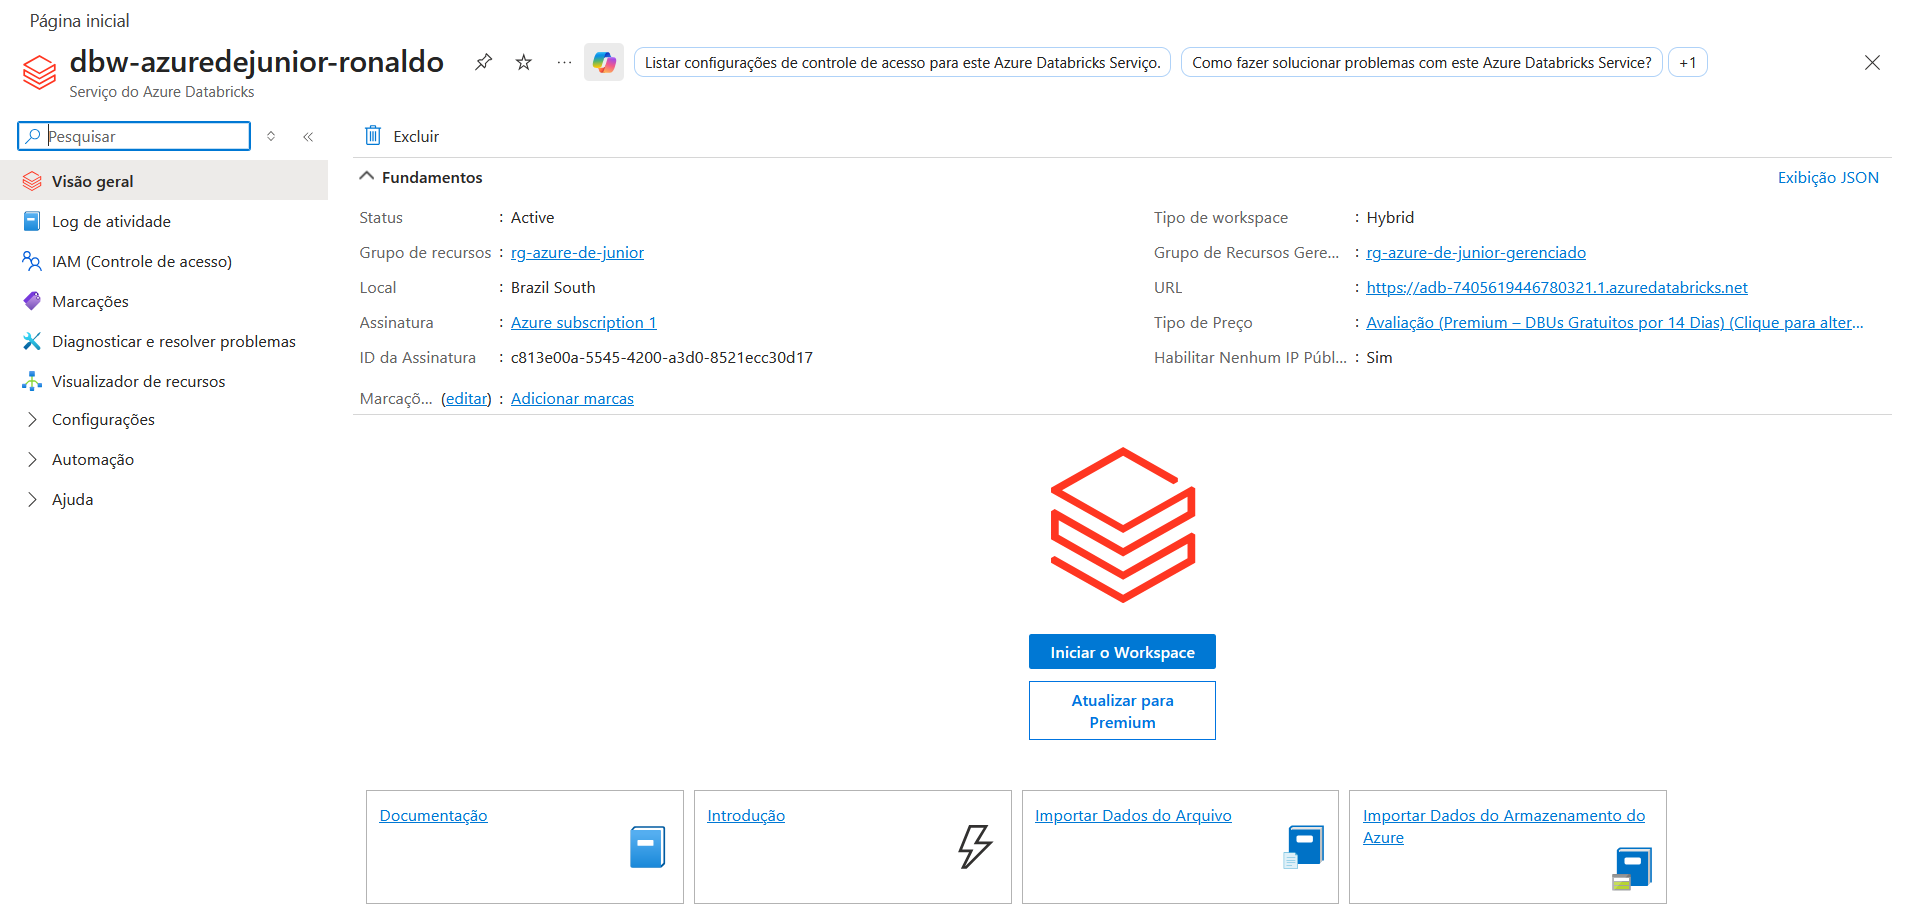 Página inicial
dbw-azuredejunior-ronaldo
Serviço do Azure Databricks
Listar configurações de controle de acesso para este Azure Databricks Serviço.
Como fazer solucionar problemas com este Azure Databricks Service?
+1
Pesquisar
Visão geral
Log de atividade
IAM (Controle de acesso)
Marcações
Diagnosticar e resolver problemas
Visualizador de recursos
Configurações
Automação
Ajuda
Excluir
Fundamentos
Exibição JSON
Status : Active
Grupo de recursos : rg-azure-de-junior
Local : Brazil South
Assinatura : Azure subscription 1
ID da Assinatura : c813e00a-5545-4200-a3d0-8521ecc30d17
Marcaçõ... (editar) : Adicionar marcas
Tipo de workspace : Hybrid
Grupo de Recursos Gere... : rg-azure-de-junior-gerenciado
URL : https://adb-7405619446780321.1.azuredatabricks.net
Tipo de Preço : Avaliação (Premium – DBUs Gratuitos por 14 Dias) (Clique para alter...
Habilitar Nenhum IP Públ... : Sim
Iniciar o Workspace
Atualizar para
Premium
Documentação
Introdução
Importar Dados do Arquivo
Importar Dados do Armazenamento do
Azure